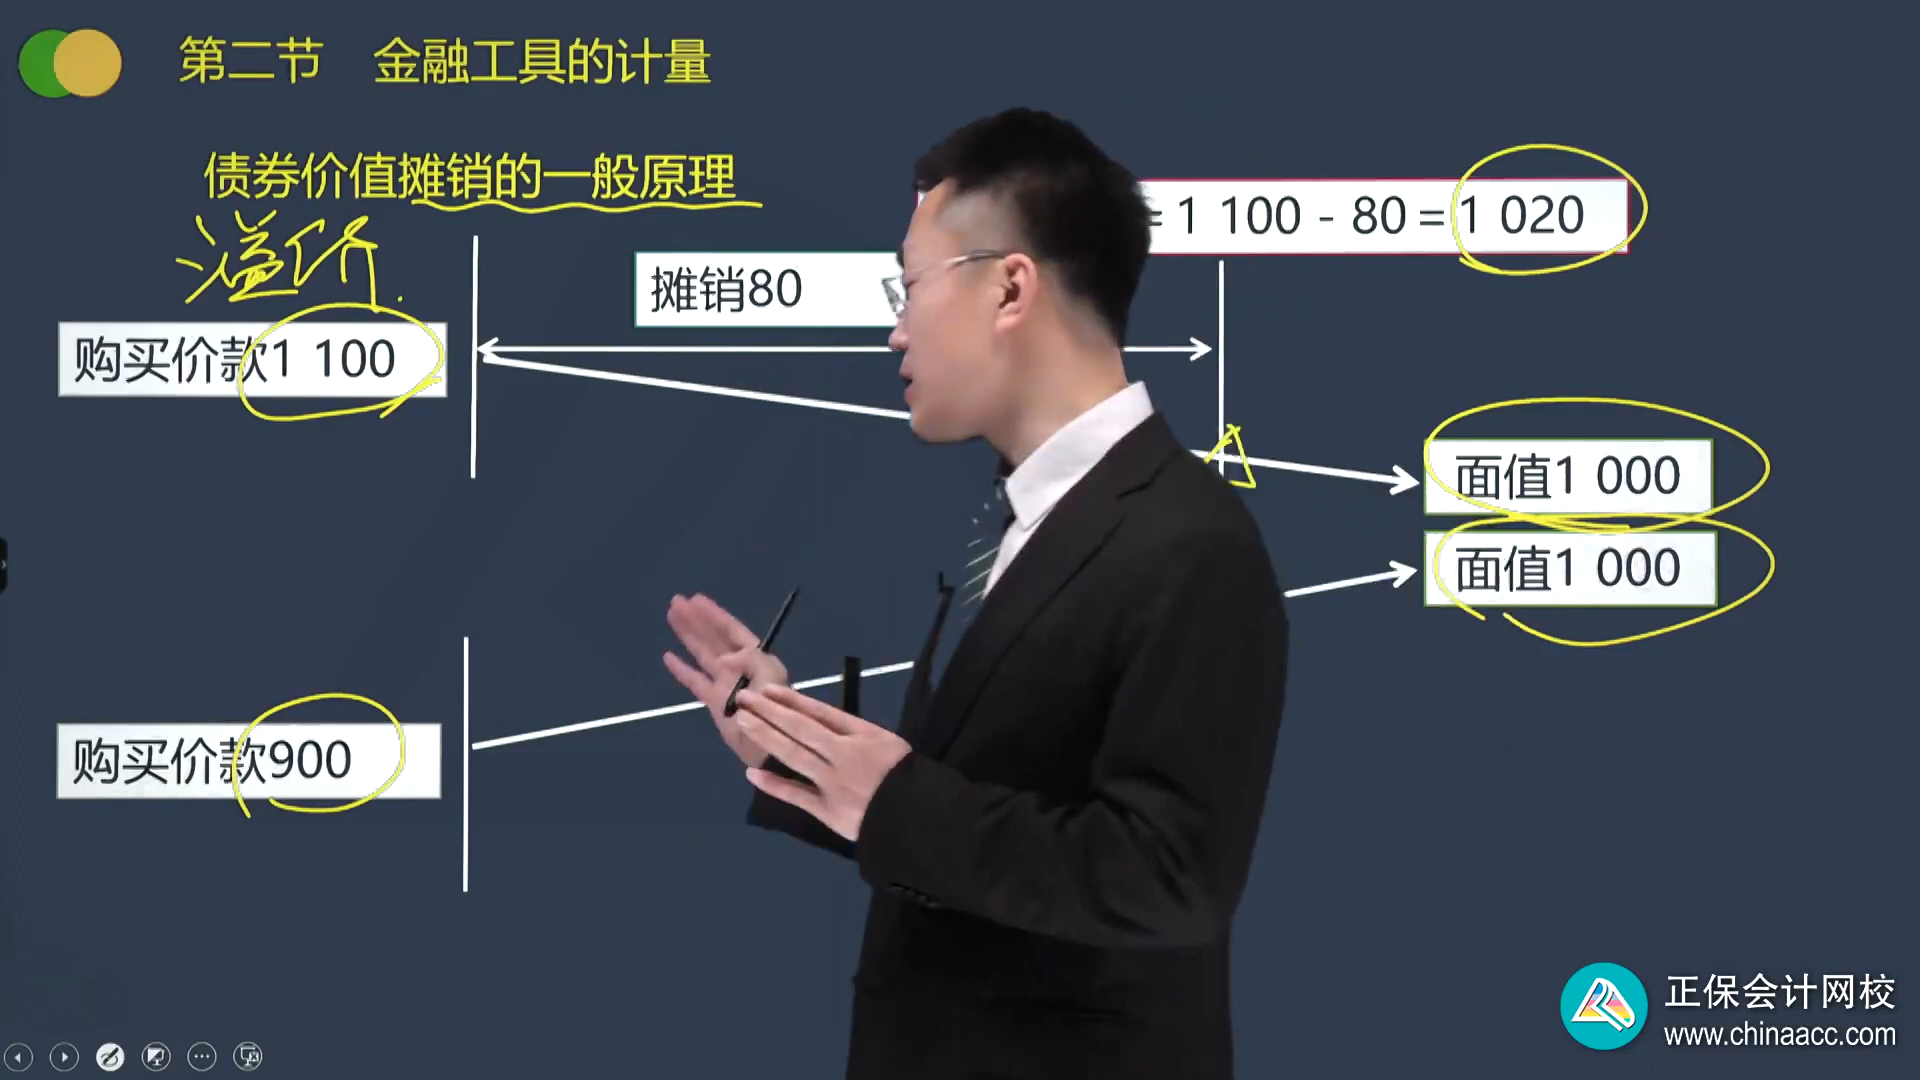 第二节 金融工具的计量
债券价值摊销的一般原理
溢价
= 1 100 - 80 = 1 020
摊销80
购买价款1 100
面值1 000
面值1 000
购买价款900
正保会计网校
www.chinaacc.com